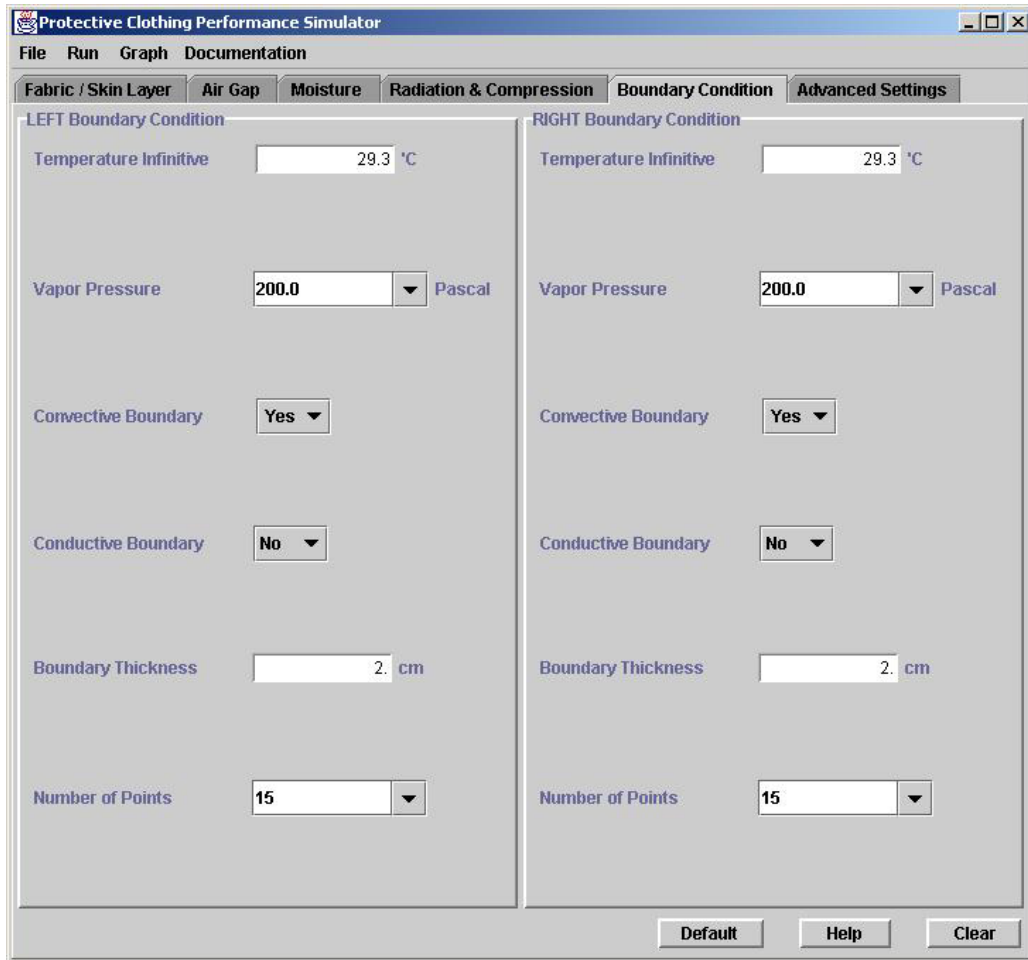 Protective Clothing Performance Simulator
File Run Graph Documentation
Fabric / Skin Layer Air Gap Moisture Radiation & Compression Boundary Condition Advanced Settings
LEFT Boundary Condition
Temperature Infinitive 29.3 'C
Vapor Pressure 200.0 Pascal
Convective Boundary Yes
Conductive Boundary No
Boundary Thickness 2. cm
Number of Points 15
RIGHT Boundary Condition
Temperature Infinitive 29.3 'C
Vapor Pressure 200.0 Pascal
Convective Boundary Yes
Conductive Boundary No
Boundary Thickness 2. cm
Number of Points 15
Default Help Clear